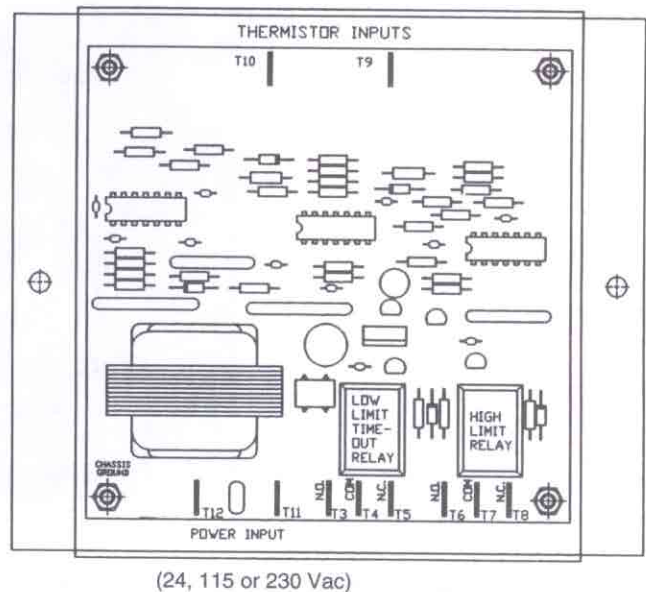 THERMISTOR INPUTS
T10
T9
LOW
LIMIT
TIME-
OUT
RELAY
HIGH
LIMIT
RELAY
CHASSIS
GROUND
N.O.
COM
N.C.
N.O.
COM
N.C.
T12
T11
T3
T4
T5
T6
T7
T8
POWER INPUT
(24, 115 or 230 Vac)